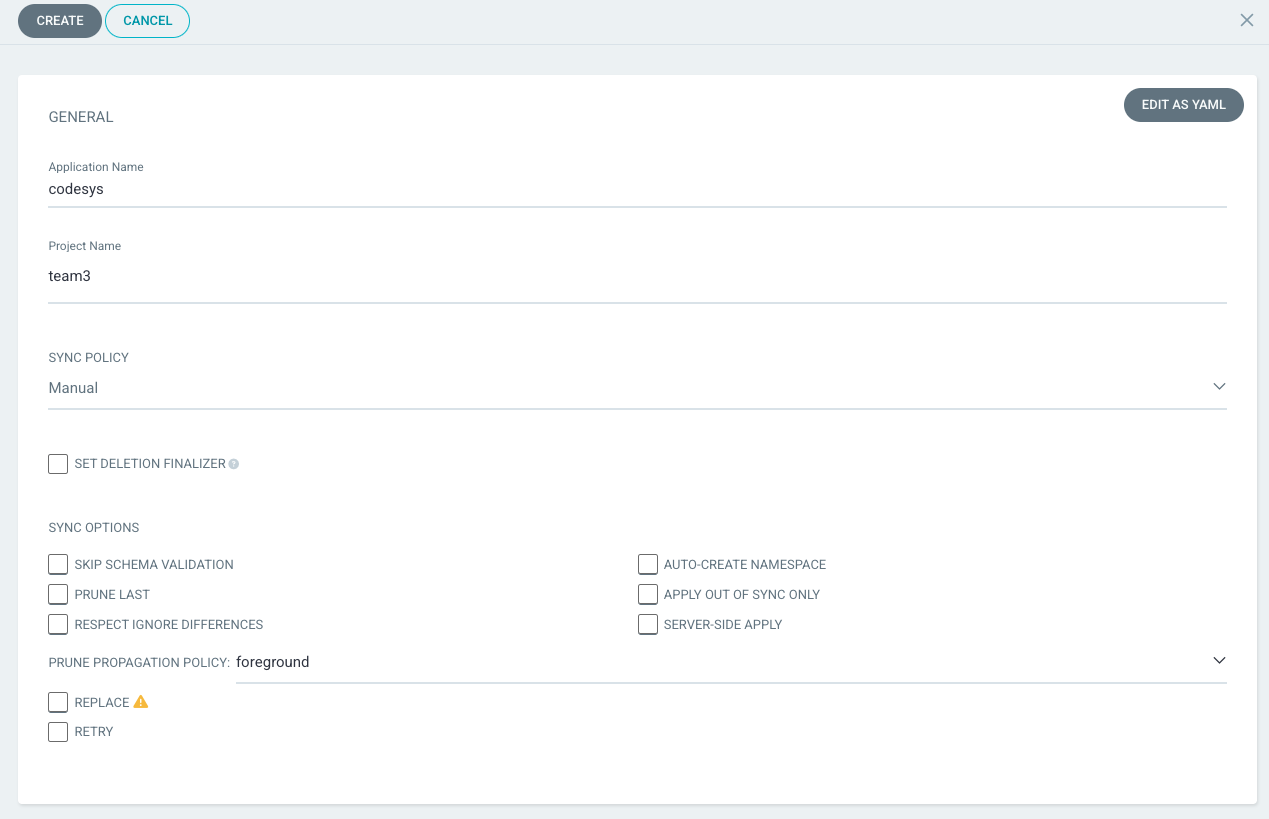 CREATE CANCEL
EDIT AS YAML
GENERAL
Application Name
codesys
Project Name
team3
SYNC POLICY
Manual
SET DELETION FINALIZER ?
SYNC OPTIONS
SKIP SCHEMA VALIDATION AUTO-CREATE NAMESPACE
PRUNE LAST APPLY OUT OF SYNC ONLY
RESPECT IGNORE DIFFERENCES SERVER-SIDE APPLY
PRUNE PROPAGATION POLICY: foreground
REPLACE
RETRY